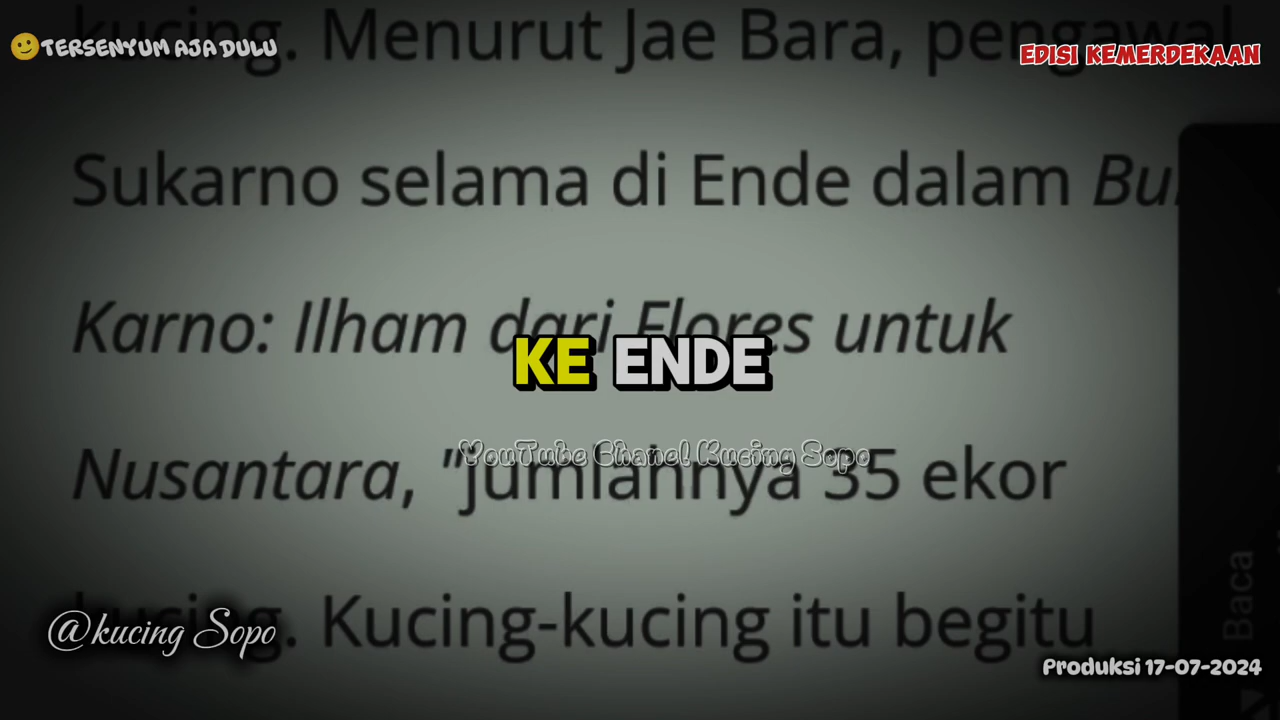 kucing. Menurut Jae Bara, pengawal
🙂TERSENYUM AJA DULU
EDISI KEMERDEKAAN
Sukarno selama di Ende dalam Bu
Karno: Ilham dari Flores untuk
KE ENDE
YouTube Chanel Kucing Sopo
Nusantara, "jumlahnya 35 ekor
kucing. Kucing-kucing itu begitu
@kucing Sopo
Baca
Produksi 17-07-2024